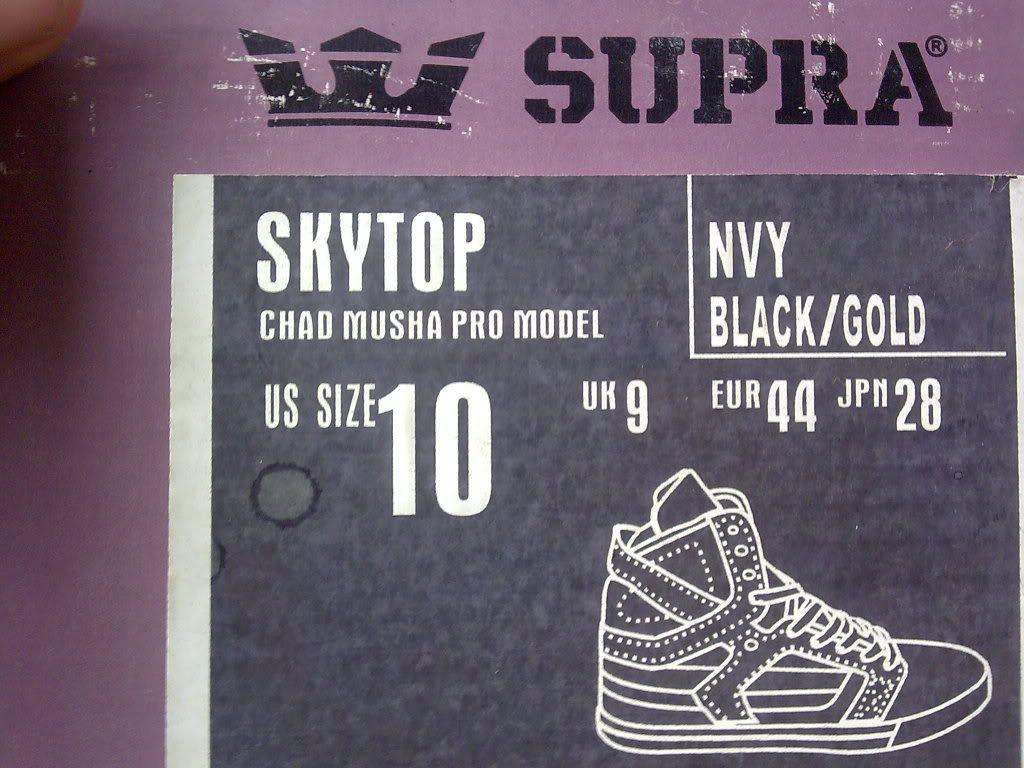 SUPRA®
SKYTOP
CHAD MUSHA PRO MODEL
NVY
BLACK/GOLD
US SIZE 10 UK 9 EUR 44 JPN 28